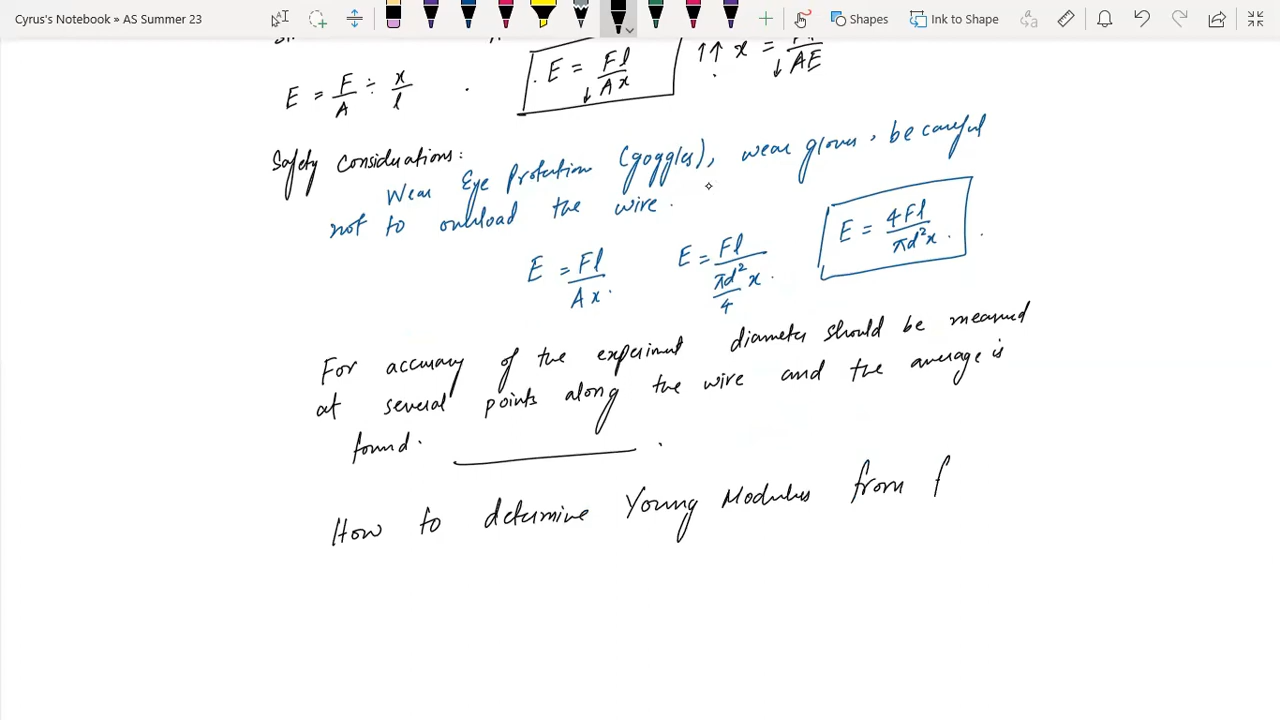 Cyrus's Notebook » AS Summer 23
Shapes
Ink to Shape
E = F/A ÷ x/l
E = Fl/Ax
↑↑ x = /AE
Safety Considerations:
Wear Eye Protection (goggles), wear gloves, be careful
not to overload the wire.
E = Fl/Ax.
E = Fl/(πd²/4 x).
E = 4Fl/πd²x.
For accuracy of the experiment diameter should be measured
at several points along the wire and the average is
found.
How to determine Young Modulus from f